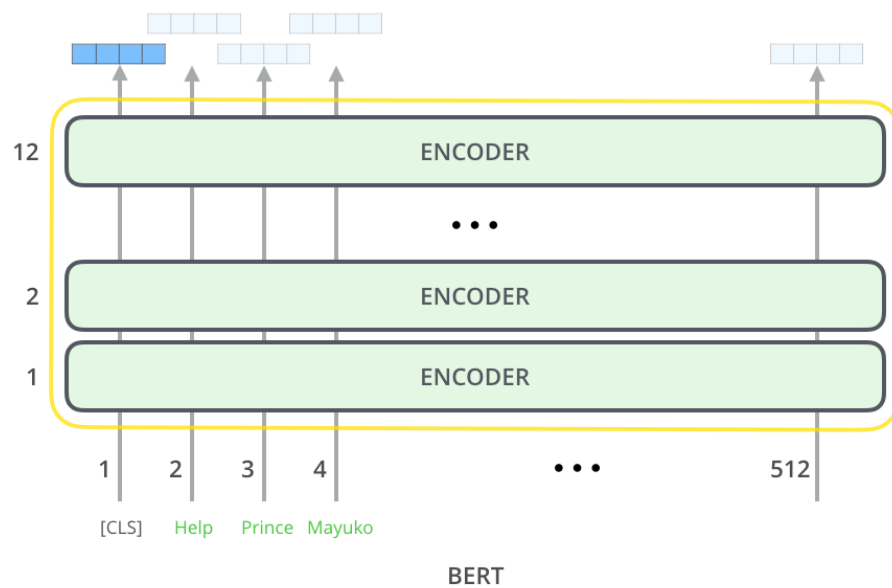 12 ENCODER
...
2 ENCODER
1 ENCODER
1 2 3 4 ... 512
[CLS] Help Prince Mayuko
BERT